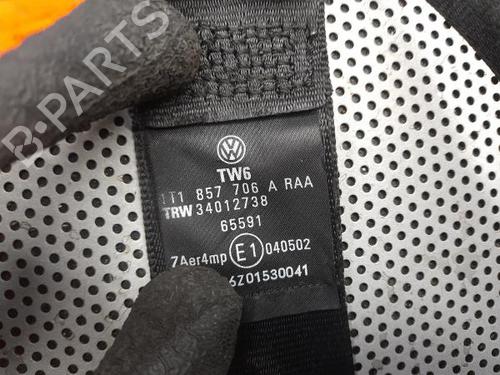 B-PARTS
TW6
1T1 857 706 A RAA
TRW 34012738
65591
7Aer4mp E1 040502
6Z01530041